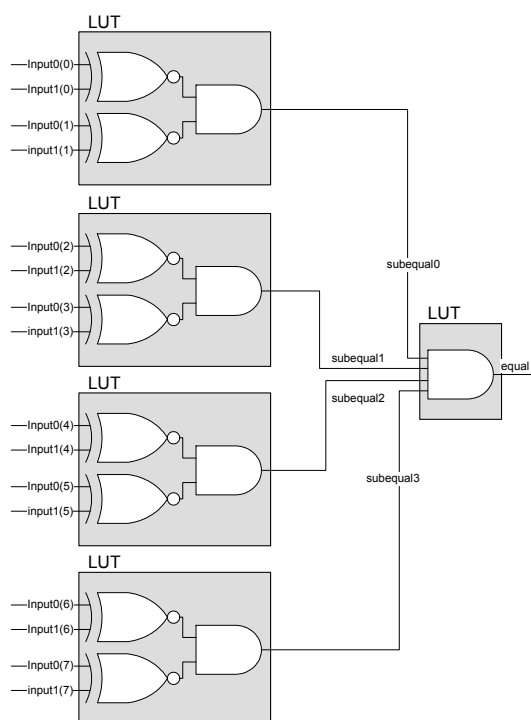 LUT
Input0(0)
Input1(0)
Input0(1)
input1(1)
LUT
Input0(2)
Input1(2)
Input0(3)
input1(3)
subequal0
LUT
subequal1
equal
LUT
subequal2
Input0(4)
Input1(4)
Input0(5)
input1(5)
subequal3
LUT
Input0(6)
Input1(6)
Input0(7)
input1(7)